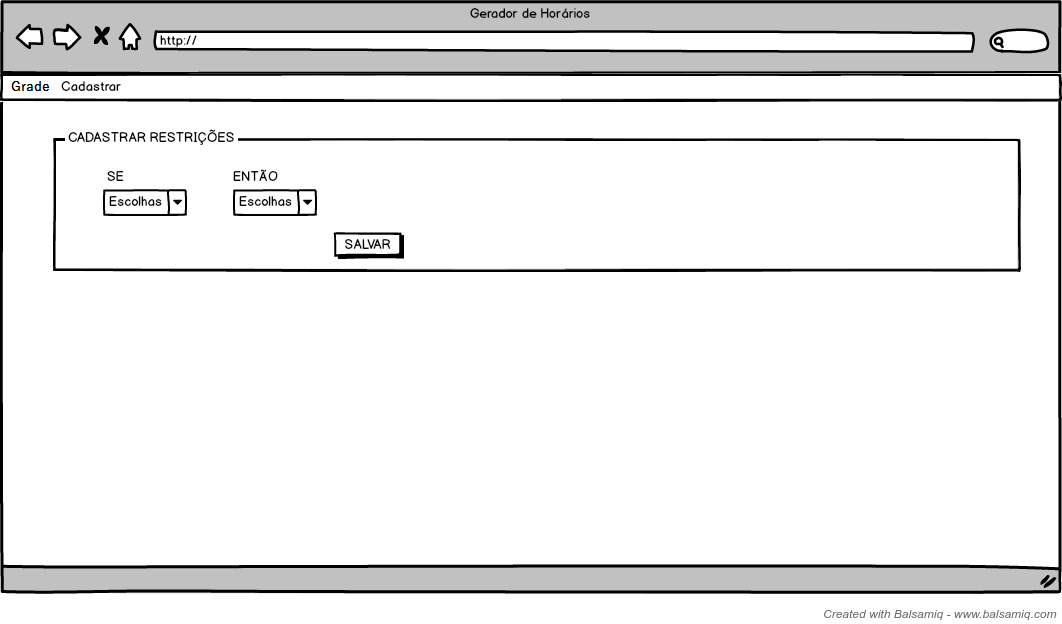 Gerador de Horários
http://
Grade Cadastrar
CADASTRAR RESTRIÇÕES
SE ENTÃO
Escolhas Escolhas
SALVAR
Created with Balsamiq - www.balsamiq.com